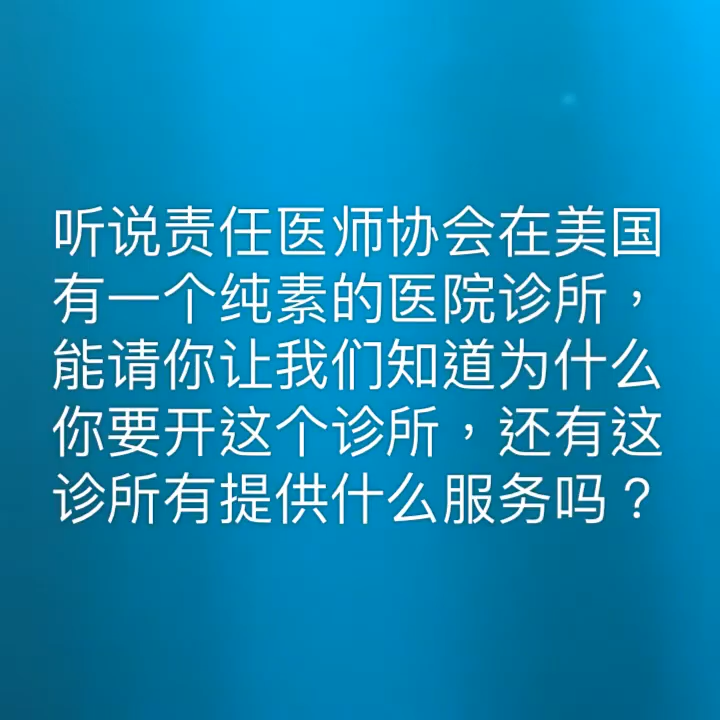 听说责任医师协会在美国
有一个纯素的医院诊所，
能请你让我们知道为什么
你要开这个诊所，还有这
诊所有提供什么服务吗？